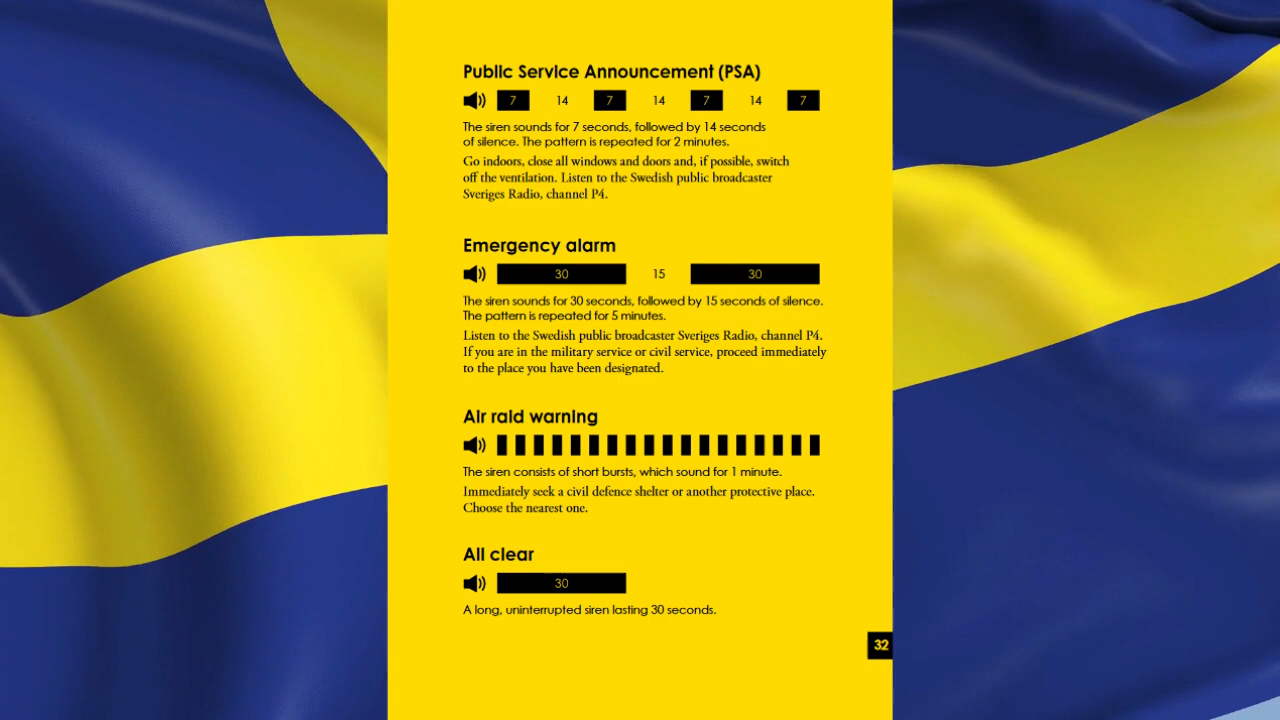 Public Service Announcement (PSA)
7 14 7 14 7 14 7
The siren sounds for 7 seconds, followed by 14 seconds
of silence. The pattern is repeated for 2 minutes.
Go indoors, close all windows and doors and, if possible, switch
off the ventilation. Listen to the Swedish public broadcaster
Sveriges Radio, channel P4.
Emergency alarm
30 15 30
The siren sounds for 30 seconds, followed by 15 seconds of silence.
The pattern is repeated for 5 minutes.
Listen to the Swedish public broadcaster Sveriges Radio, channel P4.
If you are in the military service or civil service, proceed immediately
to the place you have been designated.
Air raid warning
The siren consists of short bursts, which sound for 1 minute.
Immediately seek a civil defence shelter or another protective place.
Choose the nearest one.
All clear
30
A long, uninterrupted siren lasting 30 seconds.
32